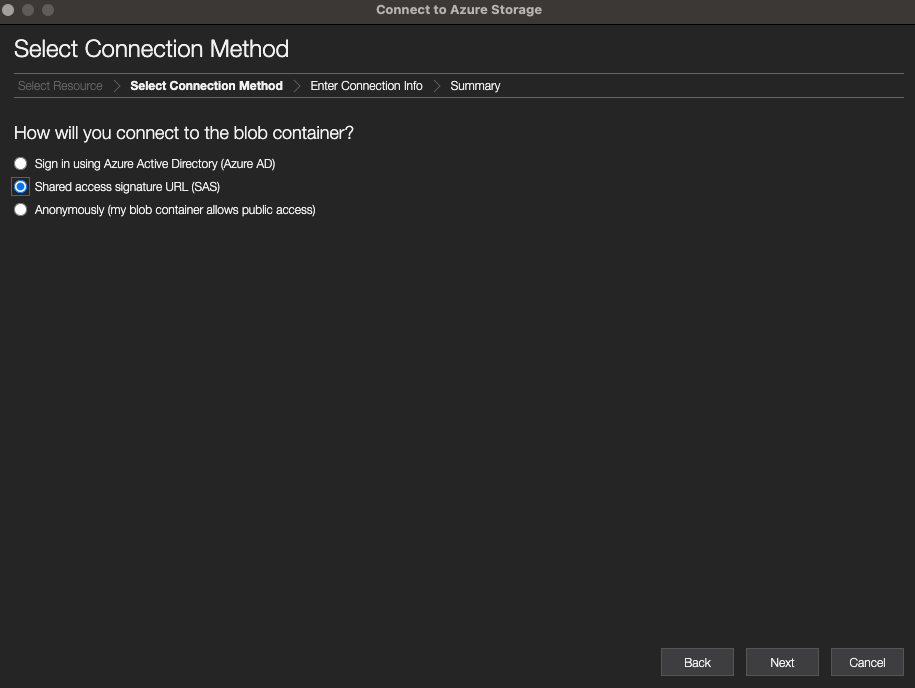 Connect to Azure Storage
Select Connection Method
Select Resource Select Connection Method Enter Connection Info Summary
How will you connect to the blob container?
Sign in using Azure Active Directory (Azure AD)
Shared access signature URL (SAS)
Anonymously (my blob container allows public access)
Back Next Cancel